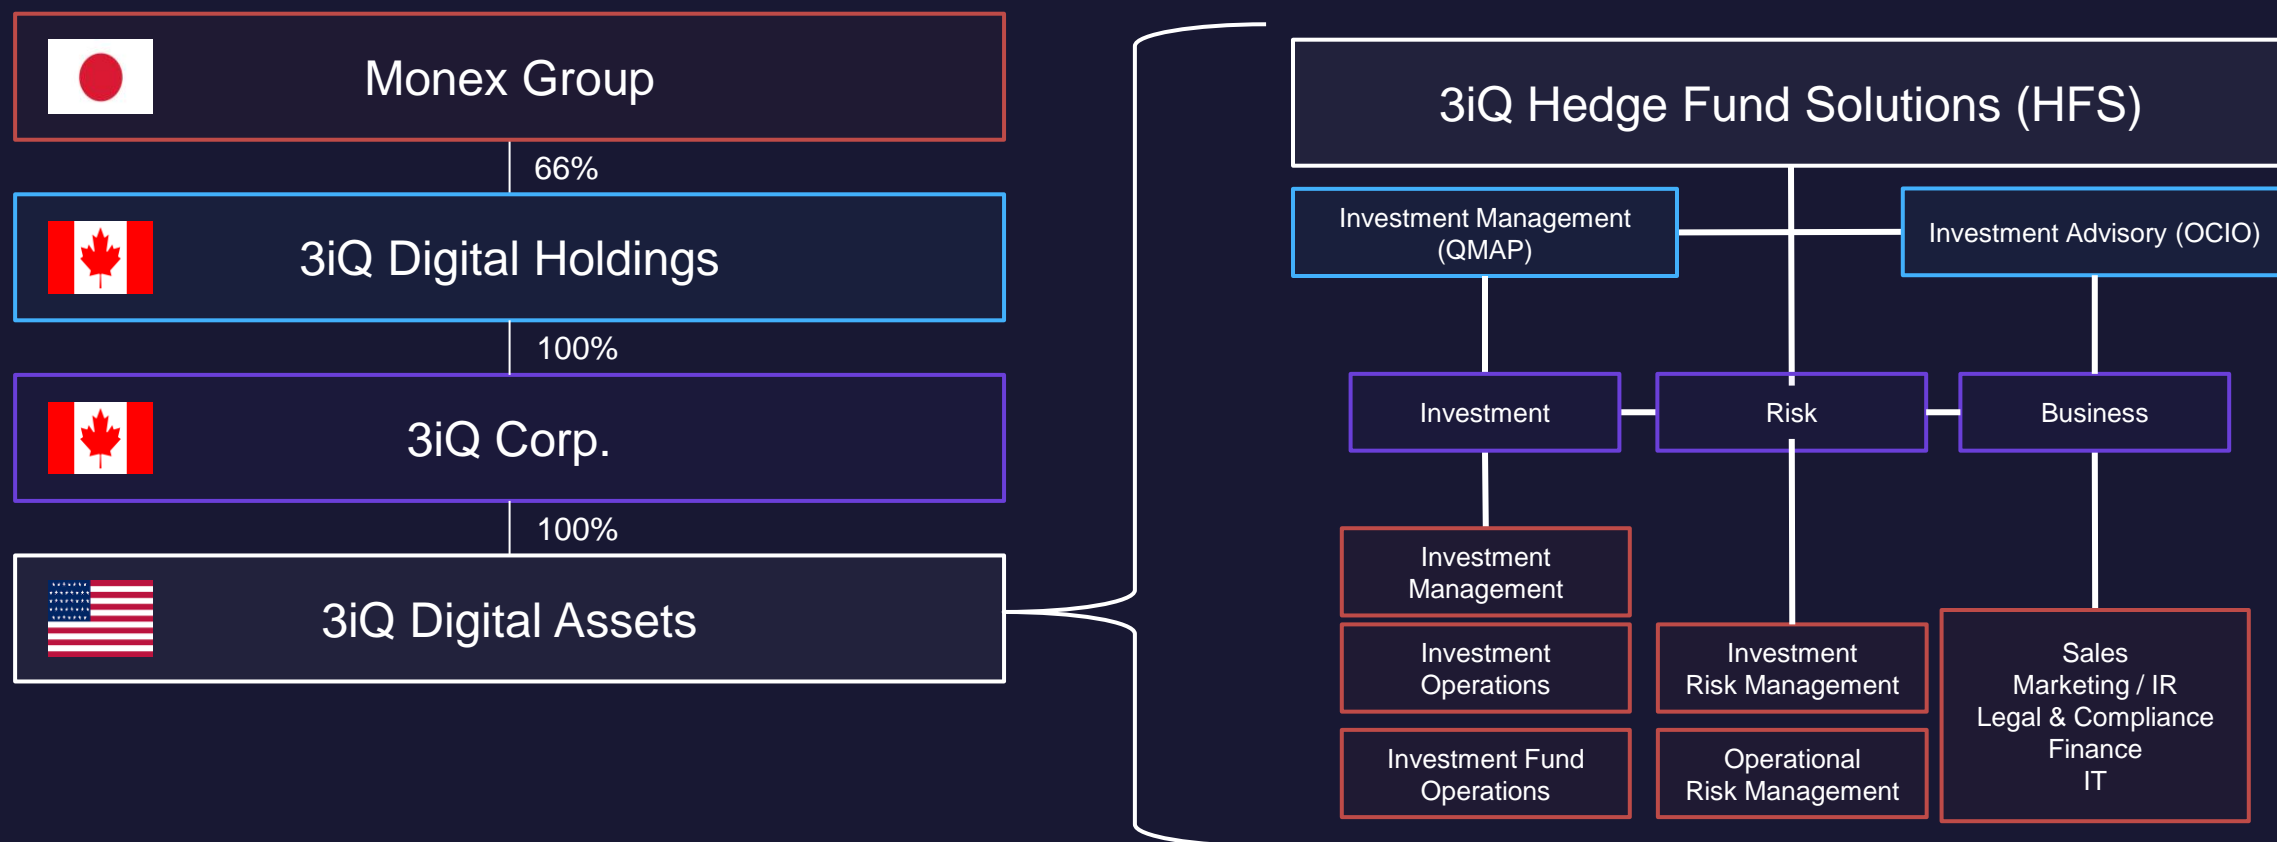 Monex Group
66%
3iQ Digital Holdings
100%
3iQ Corp.
100%
3iQ Digital Assets
3iQ Hedge Fund Solutions (HFS)
Investment Management
(QMAP)
Investment Advisory (OCIO)
Investment
Risk
Business
Investment
Management
Investment
Operations
Investment Fund
Operations
Investment
Risk Management
Operational
Risk Management
Sales
Marketing / IR
Legal & Compliance
Finance
IT